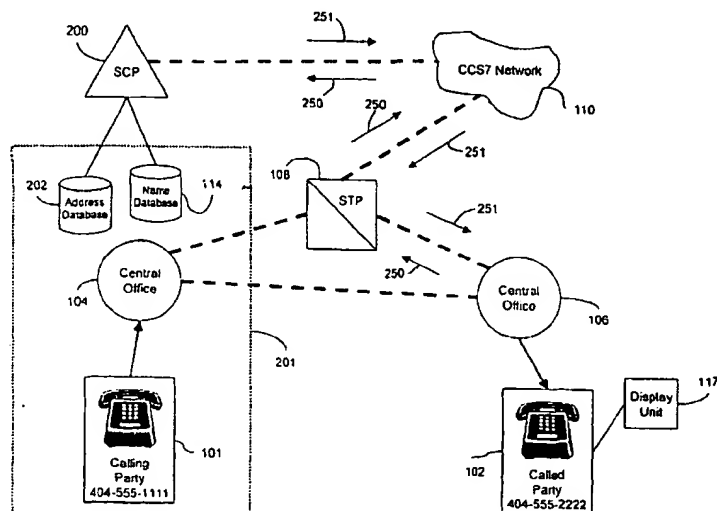 251
200
SCP
CCS7 Network
250
250
110
251
108
202
Address
Database
Name
Database
114
STP
251
104
Central
Office
250
Central
Office
106
201
117
Display
Unit
101
Calling
Party
404-555-1111
102
Called
Party
404-555-2222